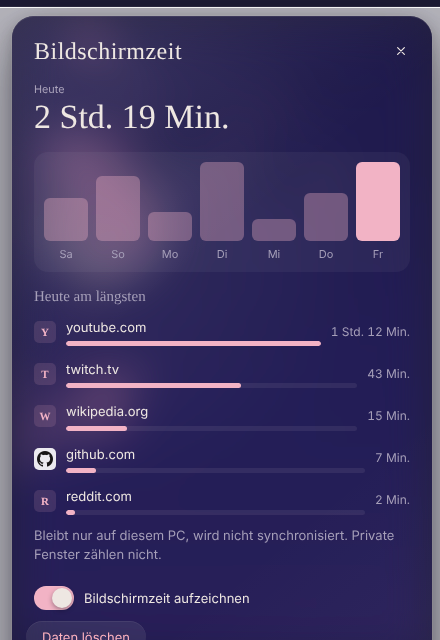 Bildschirmzeit
Heute
2 Std. 19 Min.
Sa So Mo Di Mi Do Fr
Heute am längsten
Y youtube.com 1 Std. 12 Min.
T twitch.tv 43 Min.
W wikipedia.org 15 Min.
github.com 7 Min.
R reddit.com 2 Min.
Bleibt nur auf diesem PC, wird nicht synchronisiert. Private
Fenster zählen nicht.
Bildschirmzeit aufzeichnen
Daten löschen